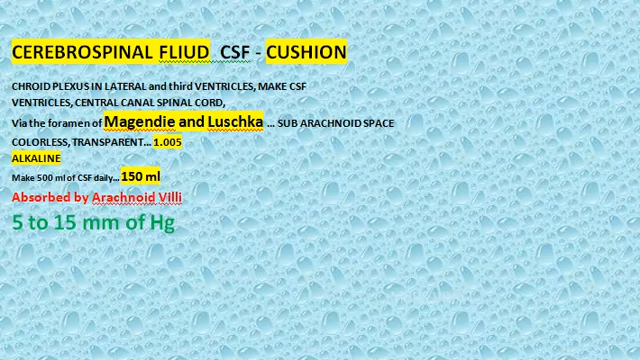 CEREBROSPINAL FLIUD CSF - CUSHION
CHROID PLEXUS IN LATERAL and third VENTRICLES, MAKE CSF
VENTRICLES, CENTRAL CANAL SPINAL CORD,
Via the foramen of Magendie and Luschka ... SUB ARACHNOID SPACE
COLORLESS, TRANSPARENT... 1.005
ALKALINE
Make 500 ml of CSF daily... 150 ml
Absorbed by Arachnoid Villi
5 to 15 mm of Hg